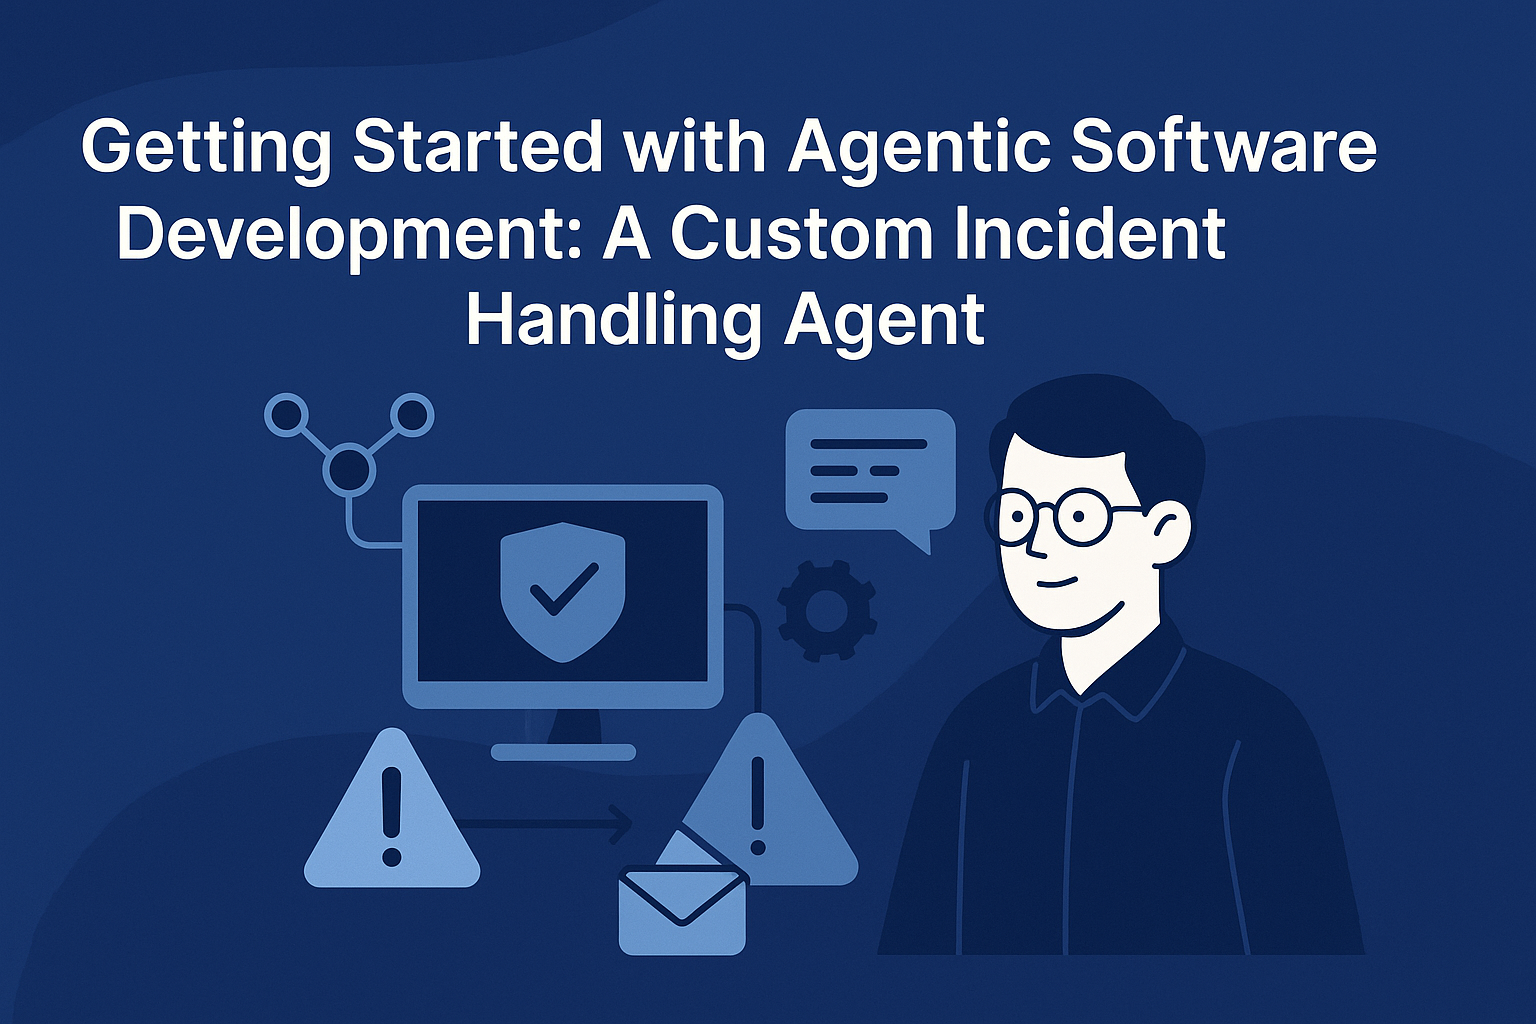 Getting Started with Agentic Software
Development: A Custom Incident
Handling Agent